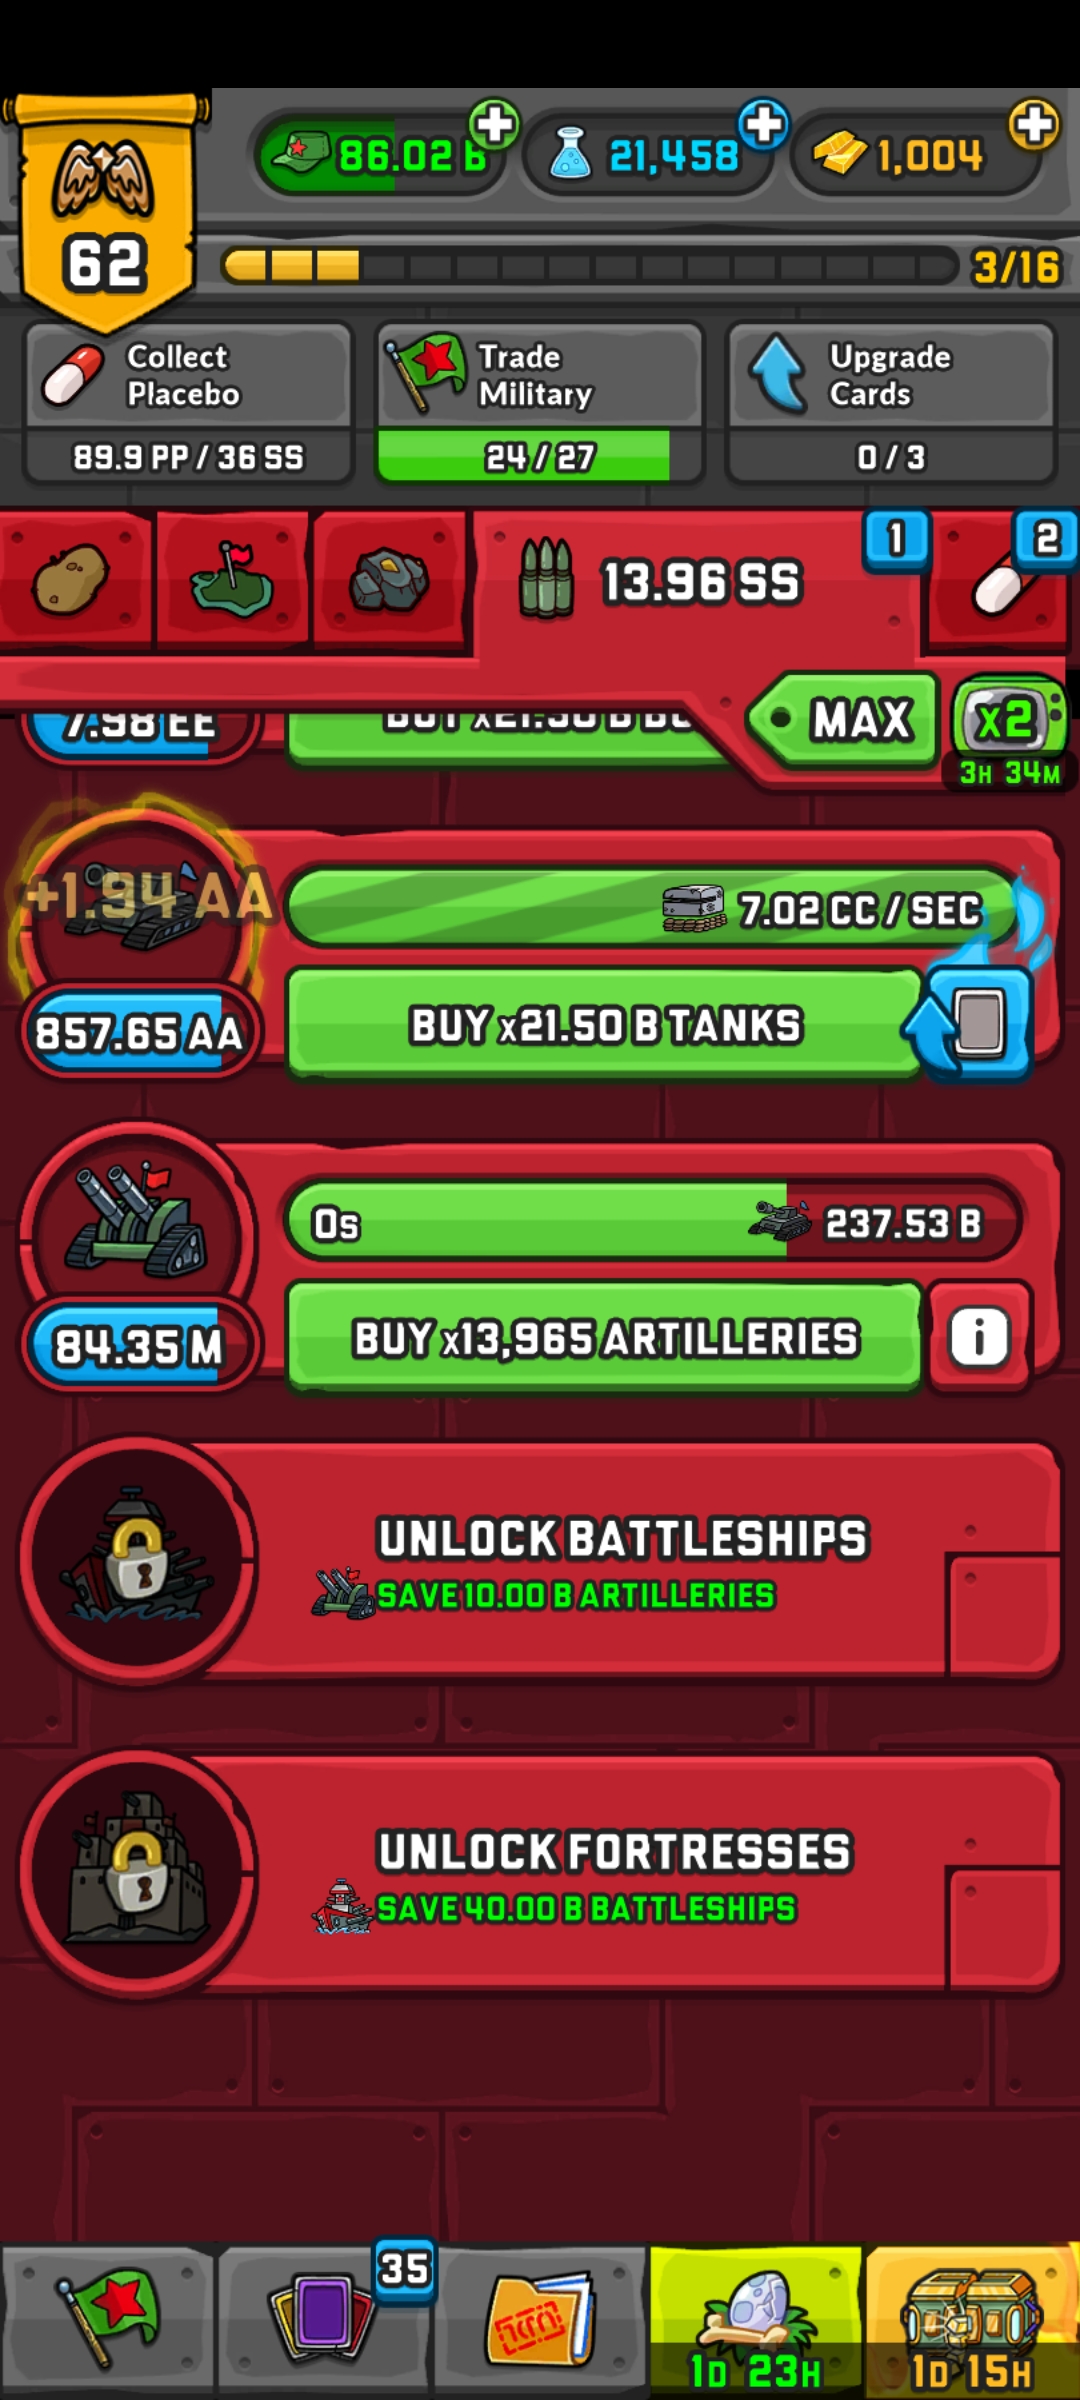 86.02 B
21,458
1,004
62
3/16
Collect
Placebo
89.9 PP / 36 SS
Trade
Military
24 / 27
Upgrade
Cards
0 / 3
13.96 SS
1
2
MAX
x2
3H 34M
7.98 EE
+1.94 AA
7.02 CC / SEC
857.65 AA
BUY x21.50 B TANKS
0s
237.53 B
84.35 M
BUY x13,965 ARTILLERIES
i
UNLOCK BATTLESHIPS
SAVE 10.00 B ARTILLERIES
UNLOCK FORTRESSES
SAVE 40.00 B BATTLESHIPS
35
1D 23H
1D 15H